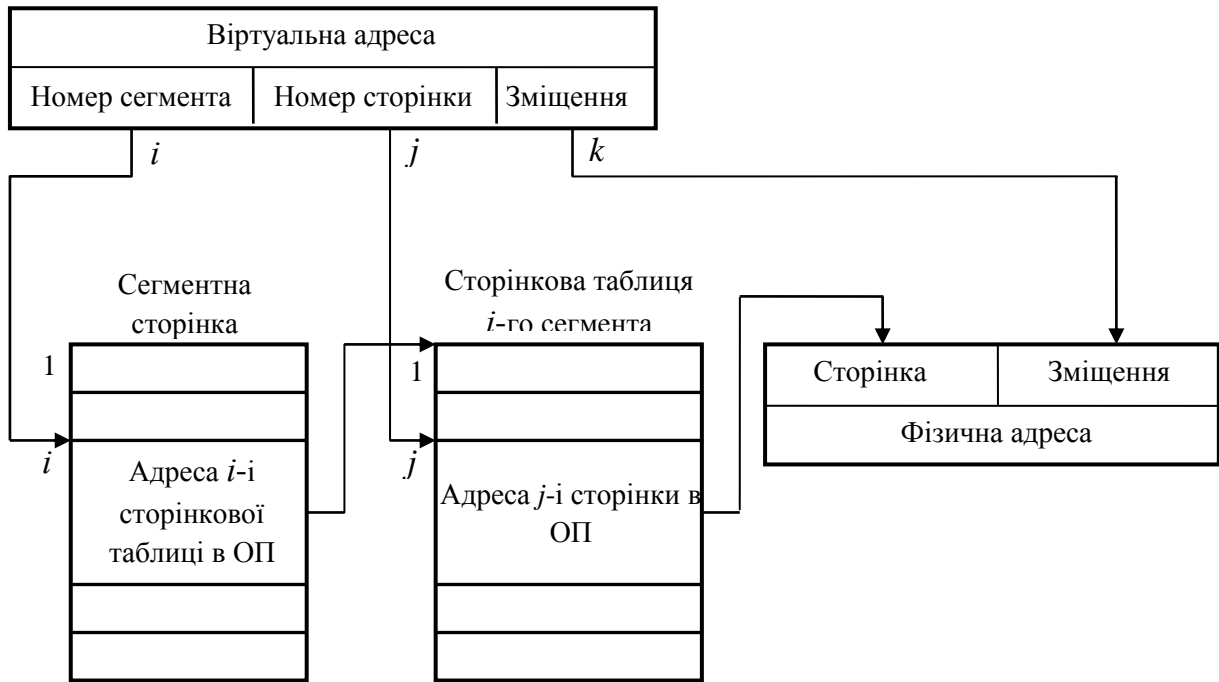 Віртуальна адреса
Номер сегмента Номер сторінки Зміщення
i j k
Сегментна
сторінка
Сторінкова таблиця
i-го сегмента
1
1
Сторінка Зміщення
Фізична адреса
i
Адреса i-і
сторінкової
таблиці в ОП
j
Адреса j-і сторінки в
ОП